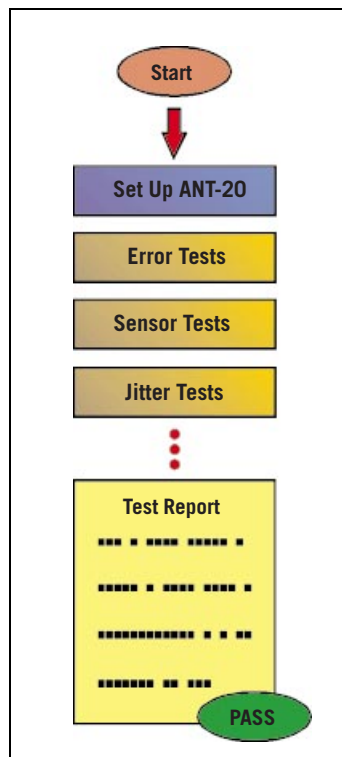 Start
Set Up ANT-20
Error Tests
Sensor Tests
Jitter Tests
Test Report
PASS